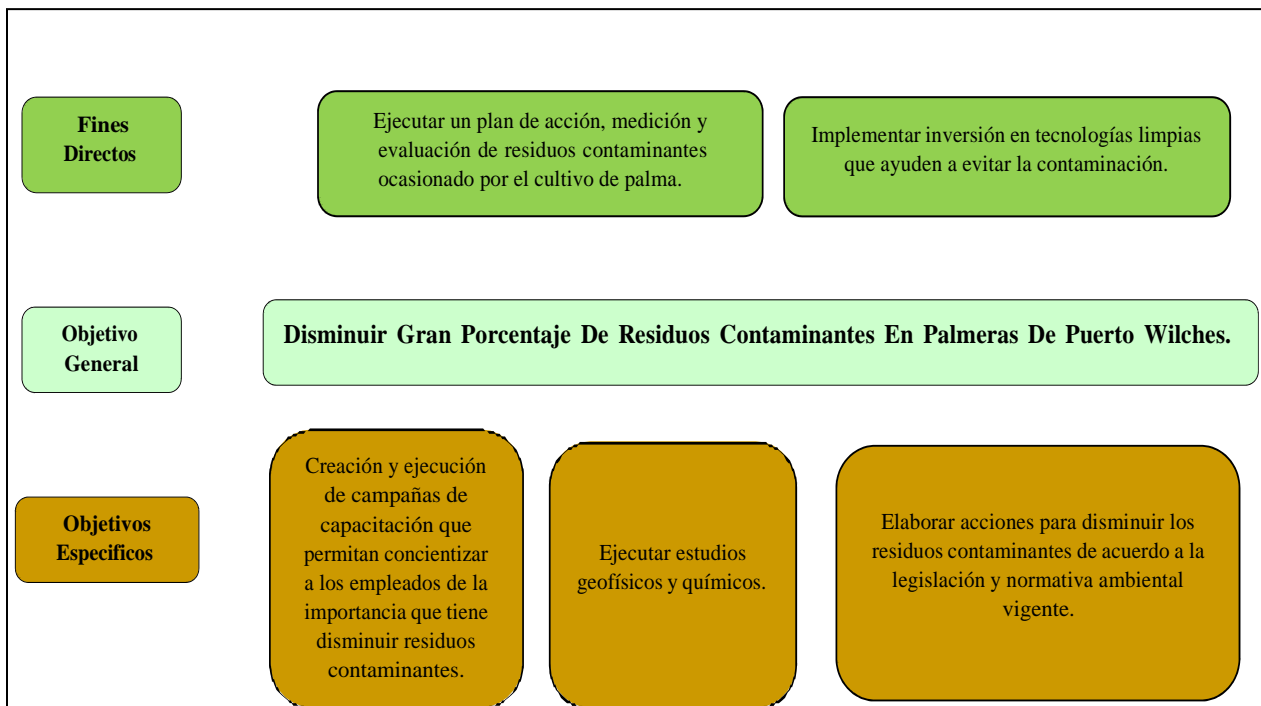 Fines
Directos
Ejecutar un plan de acción, medición y
evaluación de residuos contaminantes
ocasionado por el cultivo de palma.
Implementar inversión en tecnologías limpias
que ayuden a evitar la contaminación.
Objetivo
General
Disminuir Gran Porcentaje De Residuos Contaminantes En Palmeras De Puerto Wilches.
Objetivos
Especificos
Creación y ejecución
de campañas de
capacitación que
permitan concientizar
a los empleados de la
importancia que tiene
disminuir residuos
contaminantes.
Ejecutar estudios
geofísicos y químicos.
Elaborar acciones para disminuir los
residuos contaminantes de acuerdo a la
legislación y normativa ambiental
vigente.